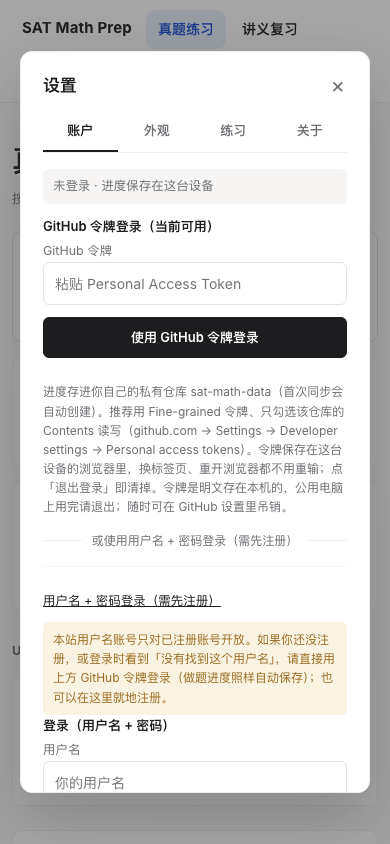 SAT Math Prep
真题练习
讲义复习
设置
×
账户
外观
练习
关于
未登录 · 进度保存在这台设备
GitHub 令牌登录（当前可用）
GitHub 令牌
粘贴 Personal Access Token
使用 GitHub 令牌登录
进度存进你自己的私有仓库 sat-math-data（首次同步会
自动创建）。推荐用 Fine-grained 令牌、只勾选该仓库的
Contents 读写（github.com → Settings → Developer
settings → Personal access tokens）。令牌保存在这台
设备的浏览器里，换标签页、重开浏览器都不用重输；点
「退出登录」即清掉。令牌是明文存在本机的，公用电脑
上用完请退出；随时可在 GitHub 设置里吊销。
或使用用户名 + 密码登录（需先注册）
用户名 + 密码登录（需先注册）
本站用户名账号只对已注册账号开放。如果你还没注
册，或登录时看到「没有找到这个用户名」，请直接用
上方 GitHub 令牌登录（做题进度照样自动保存）；也
可以在这里就地注册。
登录（用户名 + 密码）
用户名
你的用户名